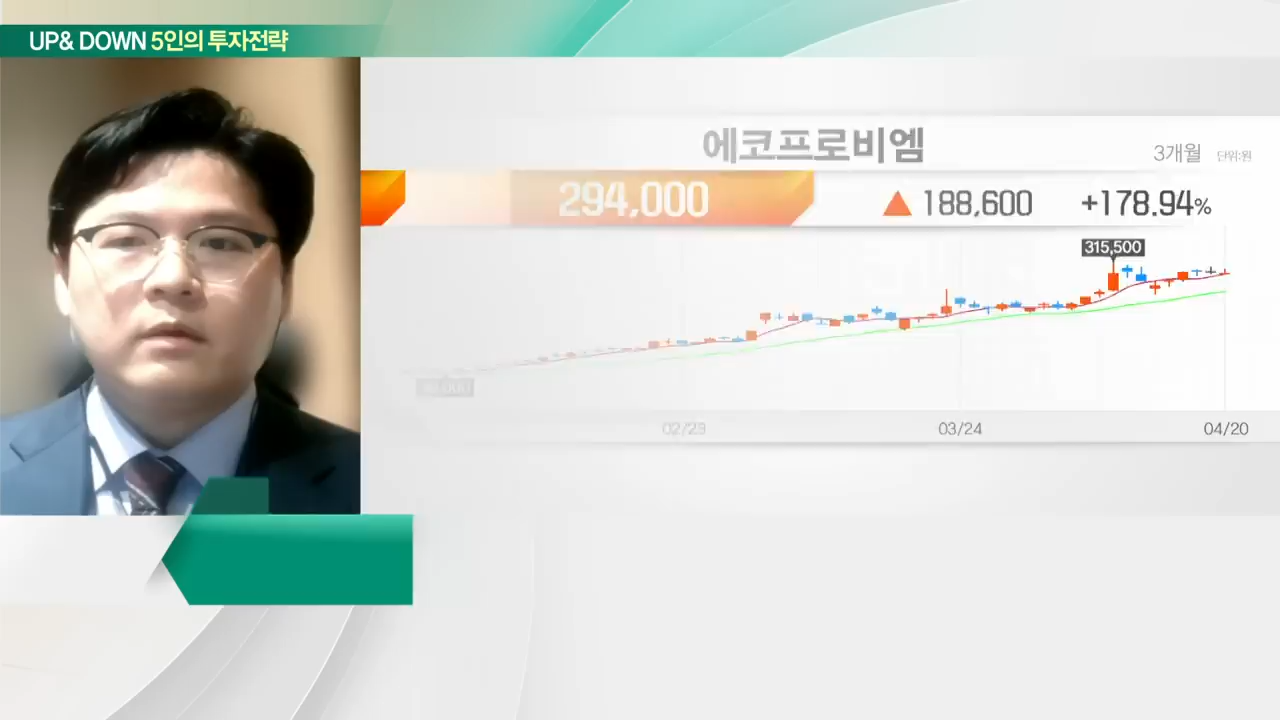 UP& DOWN 5인의 투자전략
에코프로비엠
3개월 단위:원
294,000 ▲ 188,600 +178.94%
315,500
02/23 03/24 04/20